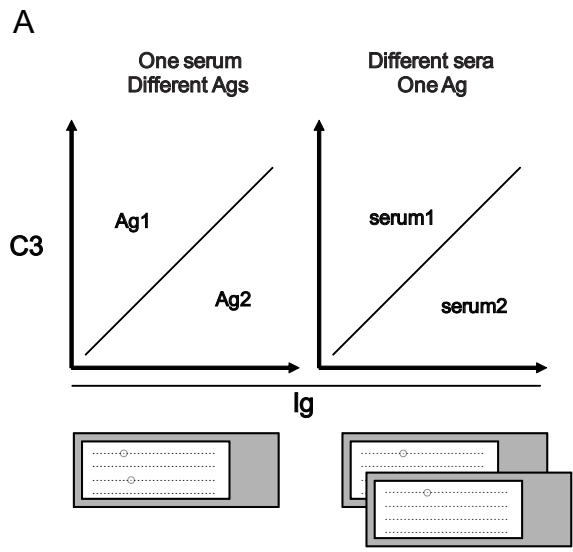 A
One serum
Different Ags
Different sera
One Ag
C3
Ag1
Ag2
serum1
serum2
Ig